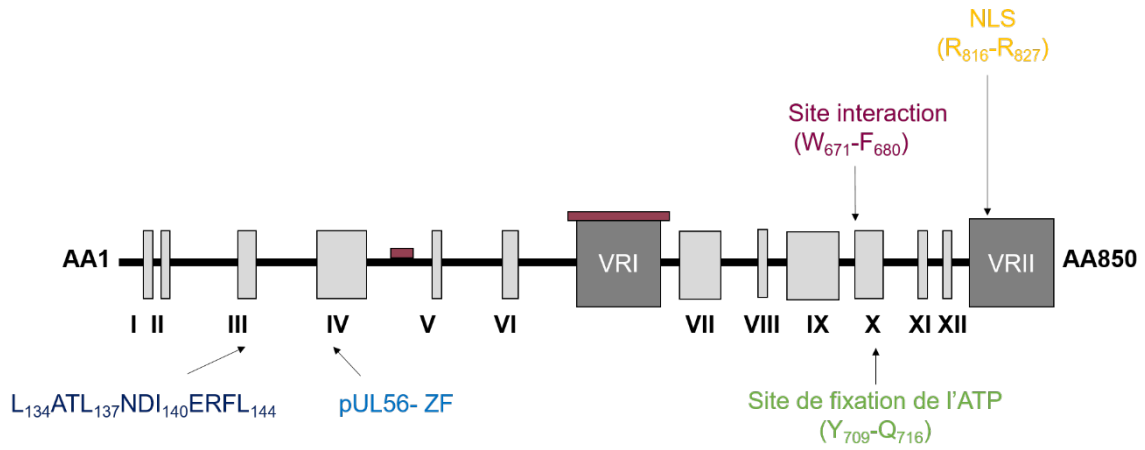 NLS
(R₈₁₆-R₈₂₇)
Site interaction
(W₆₇₁-F₆₈₀)
AA1
VRI
VRII
AA850
I II III IV V VI VII VIII IX X XI XII
L₁₃₄ATL₁₃₇NDI₁₄₀ERFL₁₄₄
pUL56- ZF
Site de fixation de l'ATP
(Y₇₀₉-Q₇₁₆)